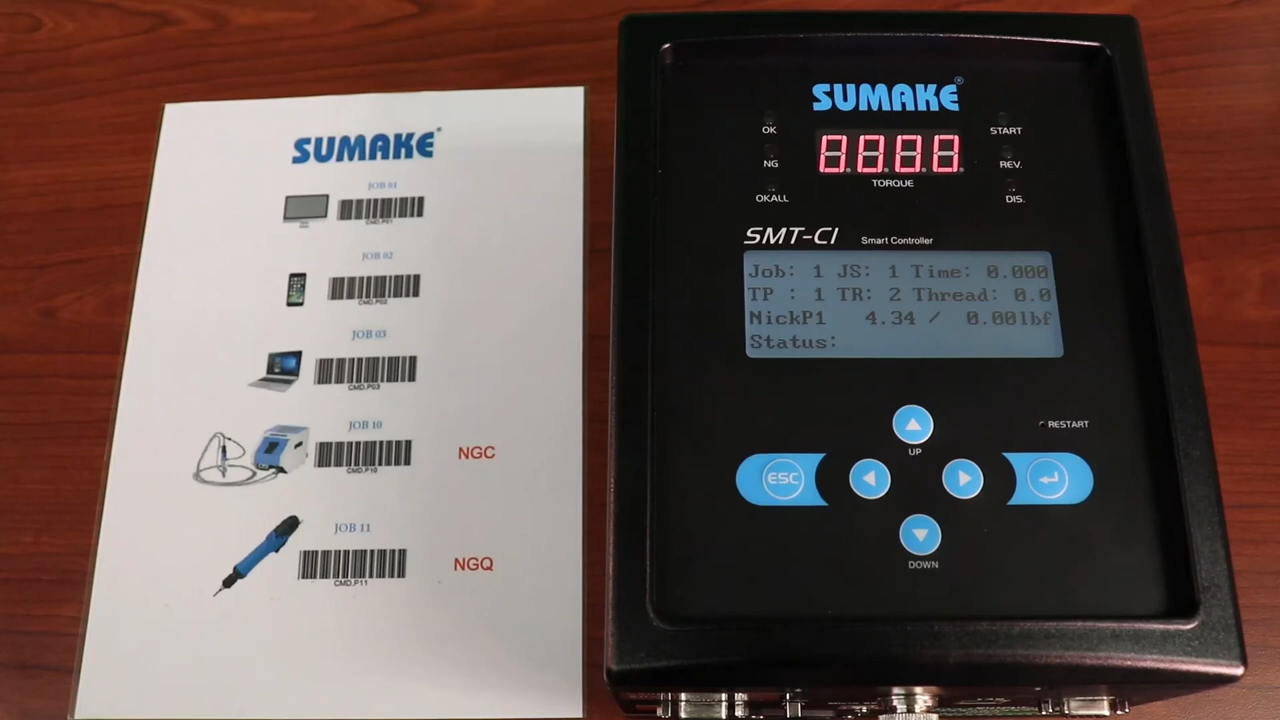 SUMAKE®
JOB 01
CMD.P01
JOB 02
CMD.P02
JOB 03
CMD.P03
JOB 10
CMD.P10
NGC
JOB 11
CMD.P11
NGQ
SUMAKE®
OK
START
NG
REV.
TORQUE
OKALL
DIS.
SMT-CI Smart Controller
Job: 1 JS: 1 Time: 0.000
TP : 1 TR: 2 Thread: 0.0
NickP1 4.34 / 0.00lbf
Status:
RESTART
UP
ESC
DOWN